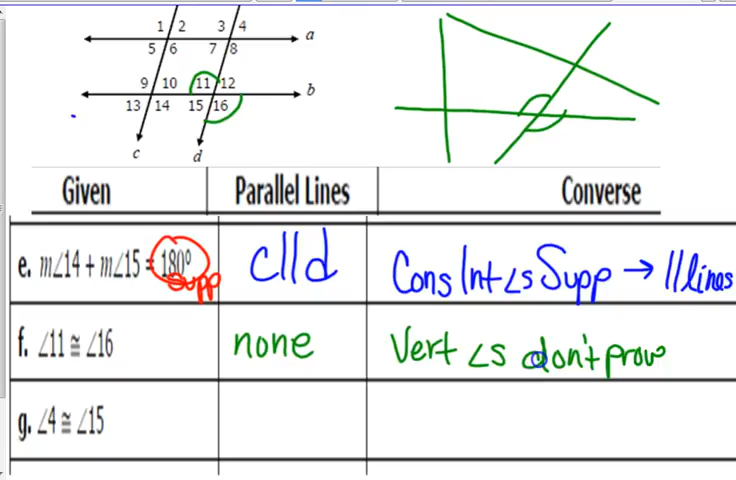 1 2 3 4
a
5 6 7 8
9 10 11 12
b
13 14 15 16
c d
Given Parallel Lines Converse
e. m∠14 + m∠15 = 180° c//d Cons Int ∠s Supp → // lines
supp
f. ∠11 ≅ ∠16 none Vert ∠s don't prove
g. ∠4 ≅ ∠15